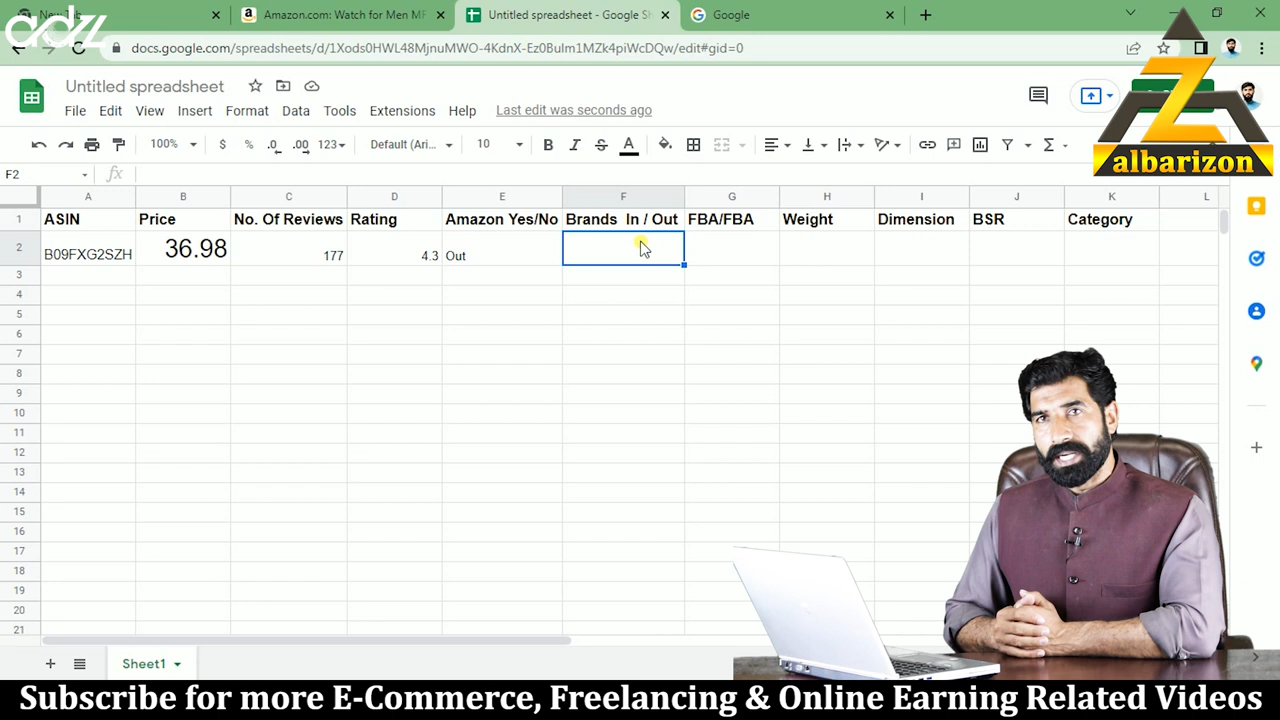 adzl
New Tab
Amazon.com: Watch for Men MF
Untitled spreadsheet - Google Sh
Google
docs.google.com/spreadsheets/d/1Xods0HWL48MjnuMWO-4KdnX-Ez0Bulm1MZk4piWcDQw/edit#gid=0
Untitled spreadsheet
File Edit View Insert Format Data Tools Extensions Help Last edit was seconds ago
Z
albarizon
100% $ % .0 .00 123 Default (Ari... 10 B I S A
F2 fx
A B C D E F G H I J K L
1 ASIN Price No. Of Reviews Rating Amazon Yes/No Brands In / Out FBA/FBA Weight Dimension BSR Category
2 B09FXG2SZH 36.98 177 4.3 Out
3
4
5
6
7
8
9
10
11
12
13
14
15
16
17
18
19
20
21
Sheet1
Subscribe for more E-Commerce, Freelancing & Online Earning Related Videos